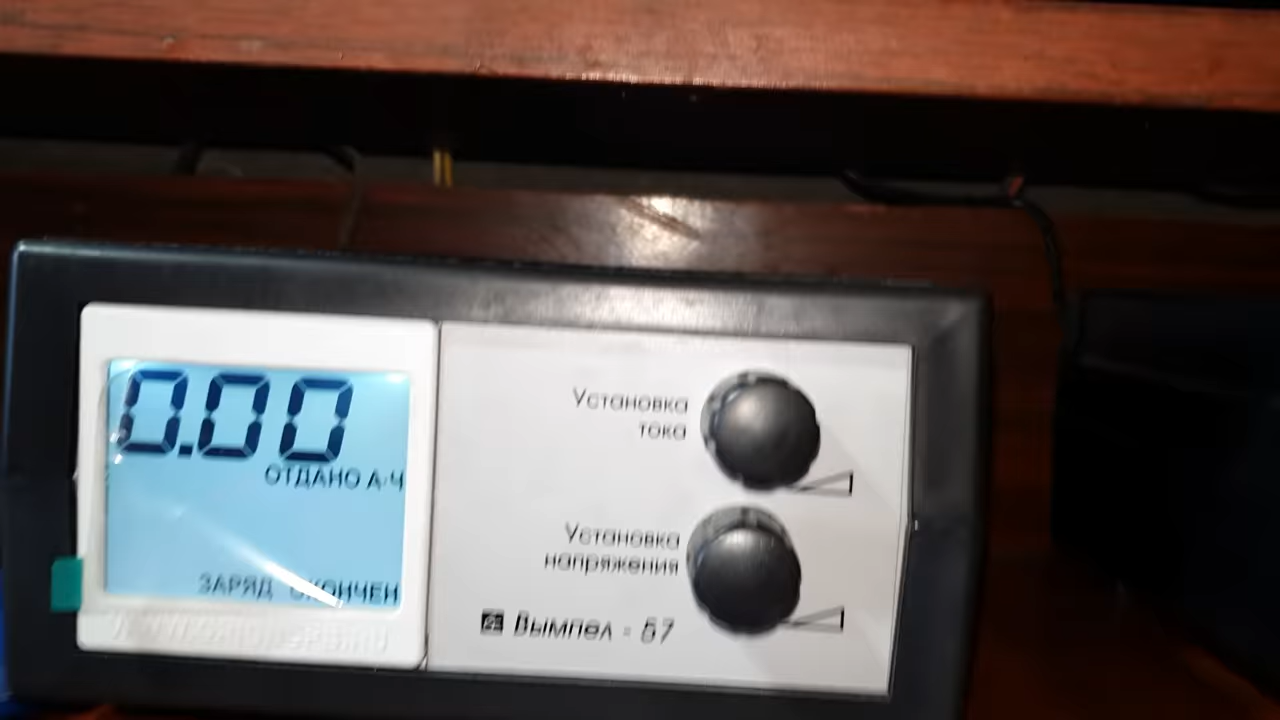 0.00
ОТДАНО А·Ч
ЗАРЯД ОКОНЧЕН
Установка
тока
Установка
напряжения
Вымпел - 57